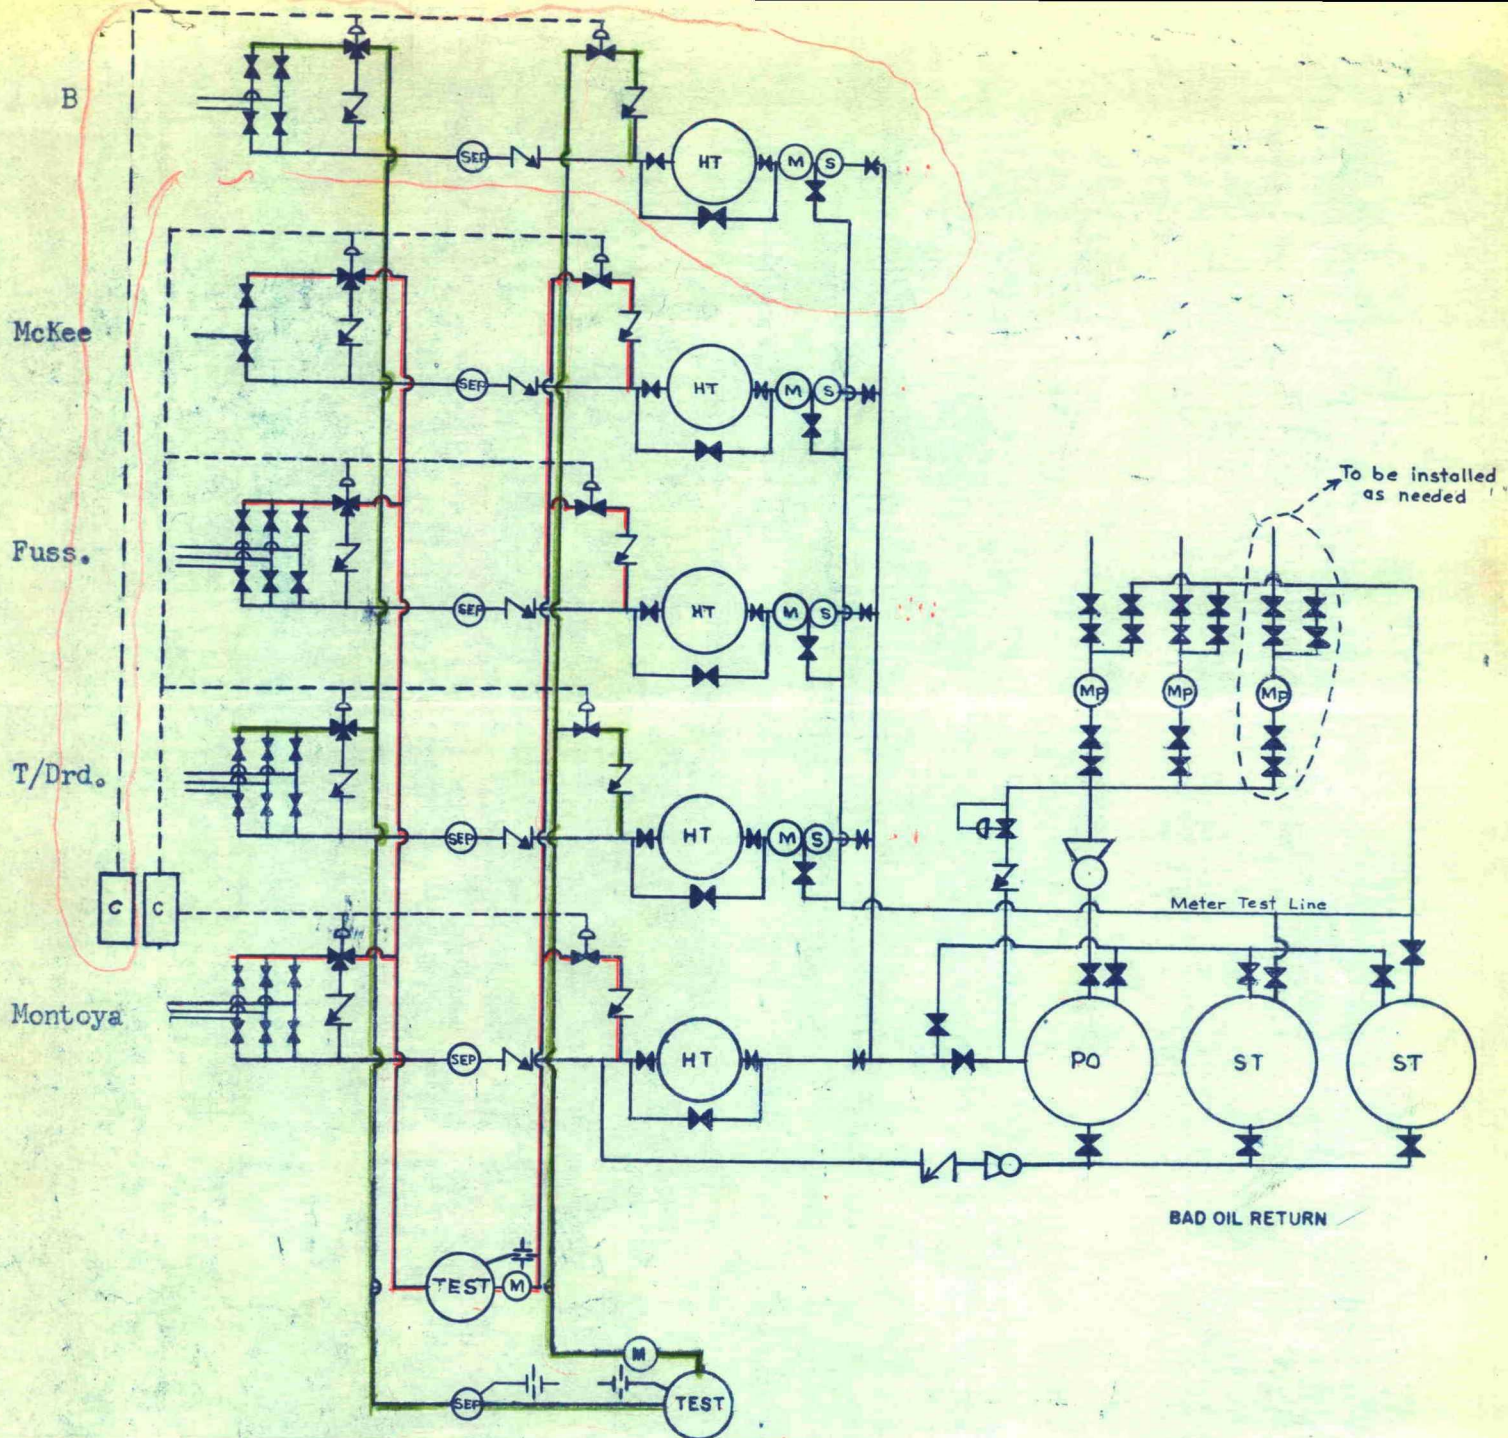 B
SEP
HT
M
S
McKee
SEP
HT
M
S
To be installed
as needed
Fuss.
SEP
HT
M
S
Mp
Mp
Mp
T/Drd.
SEP
HT
M
S
C
C
Meter Test Line
Montoya
SEP
HT
PO
ST
ST
BAD OIL RETURN
TEST
M
M
SEP
TEST